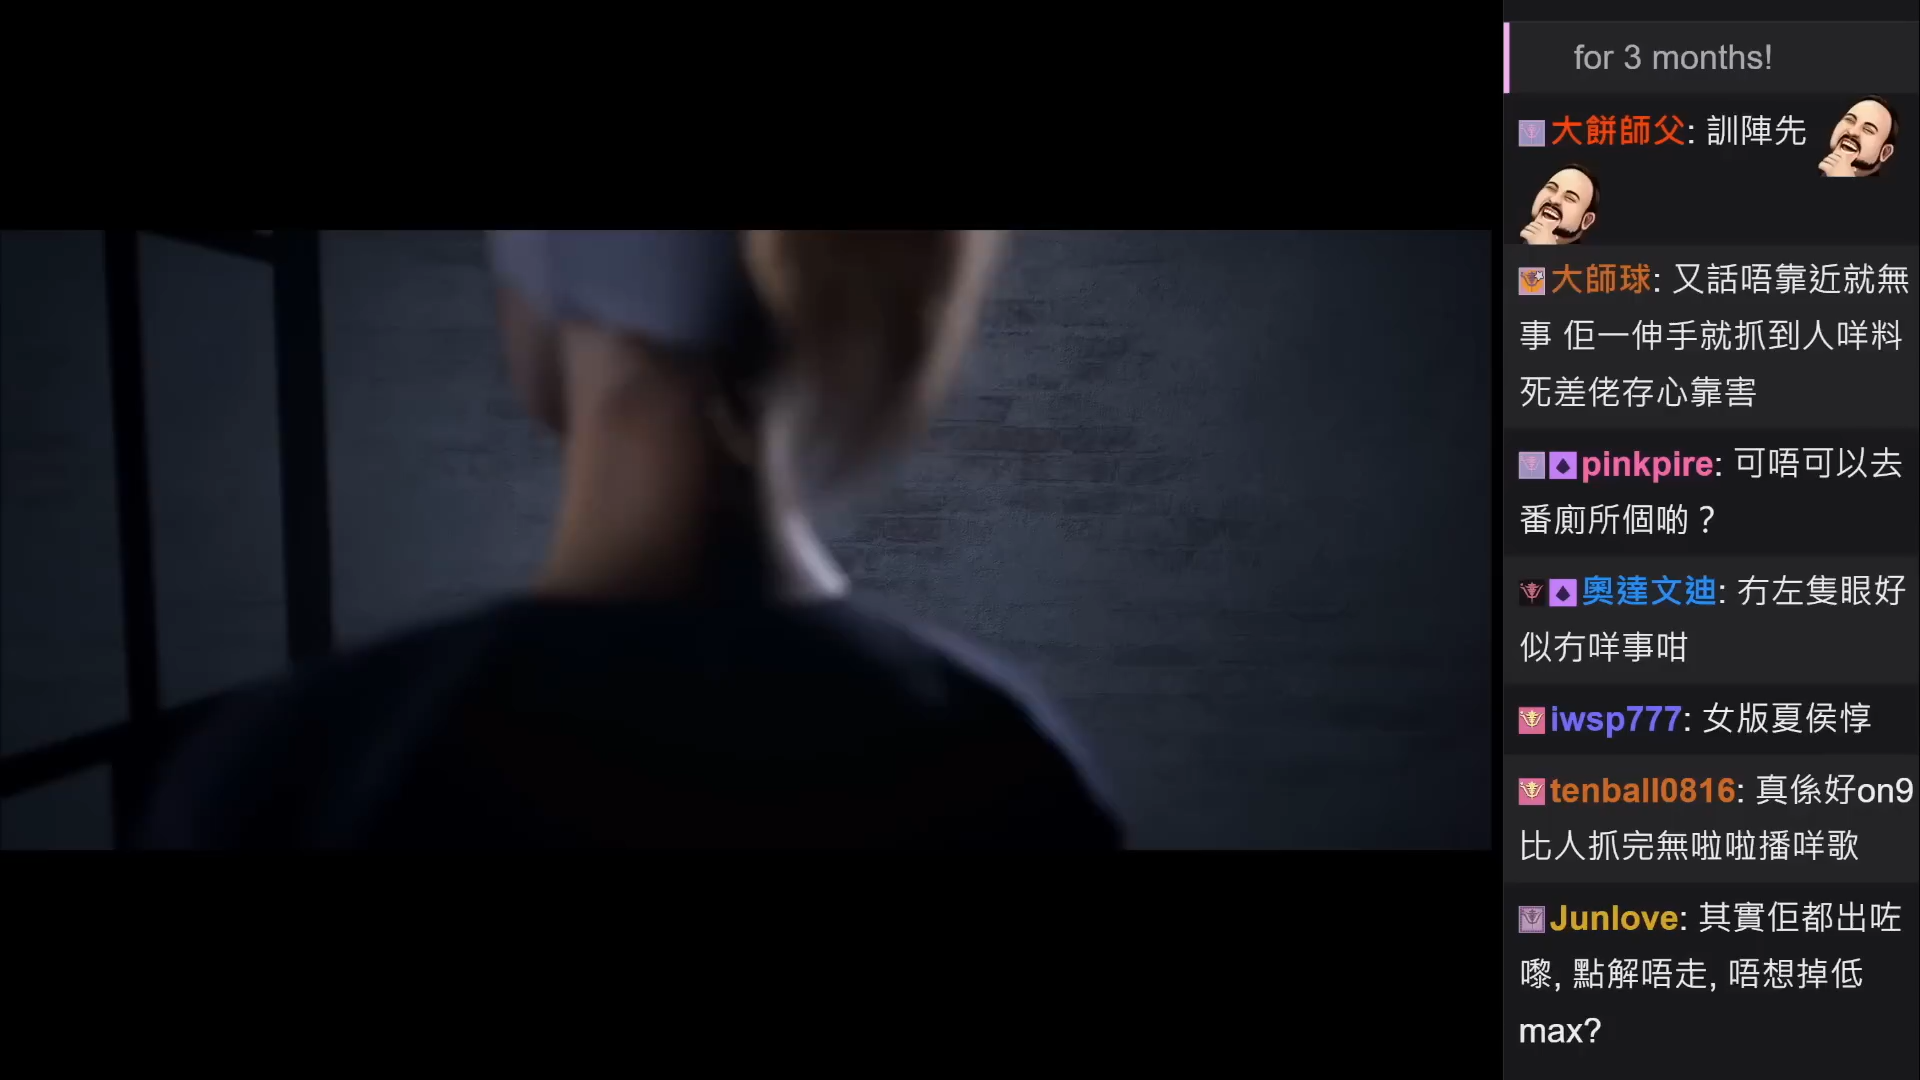 for 3 months!
大餅師父: 訓陣先
大師球: 又話唔靠近就無
事 佢一伸手就抓到人咩料
死差佬存心靠害
pinkpire: 可唔可以去
番廁所個啲？
奧達文迪: 冇左隻眼好
似冇咩事咁
iwsp777: 女版夏侯惇
tenball0816: 真係好on9
比人抓完無啦啦播咩歌
Junlove: 其實佢都出咗
嚟, 點解唔走, 唔想掉低
max?